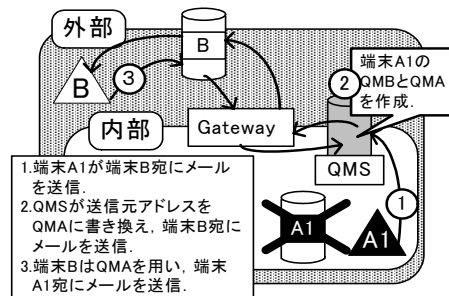 外部
B
B
3
2
端末A1の
QMBとQMA
を作成.
内部
Gateway
QMS
1
A1
A1
1.端末A1が端末B宛にメール
を送信.
2.QMSが送信元アドレスを
QMAに書き換え, 端末B宛に
メールを送信.
3.端末BはQMAを用い, 端末
A1宛にメールを送信.